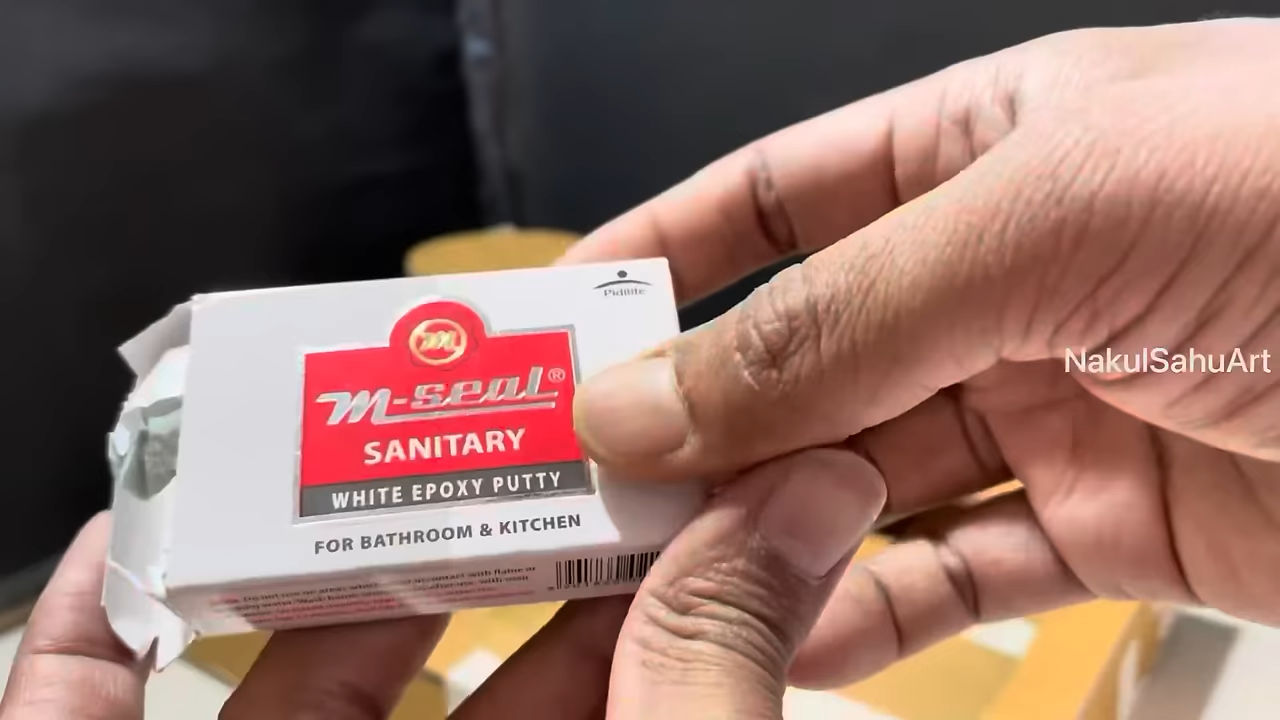 Pidilite
m
M-seal®
SANITARY
WHITE EPOXY PUTTY
FOR BATHROOM & KITCHEN
NakulSahuArt